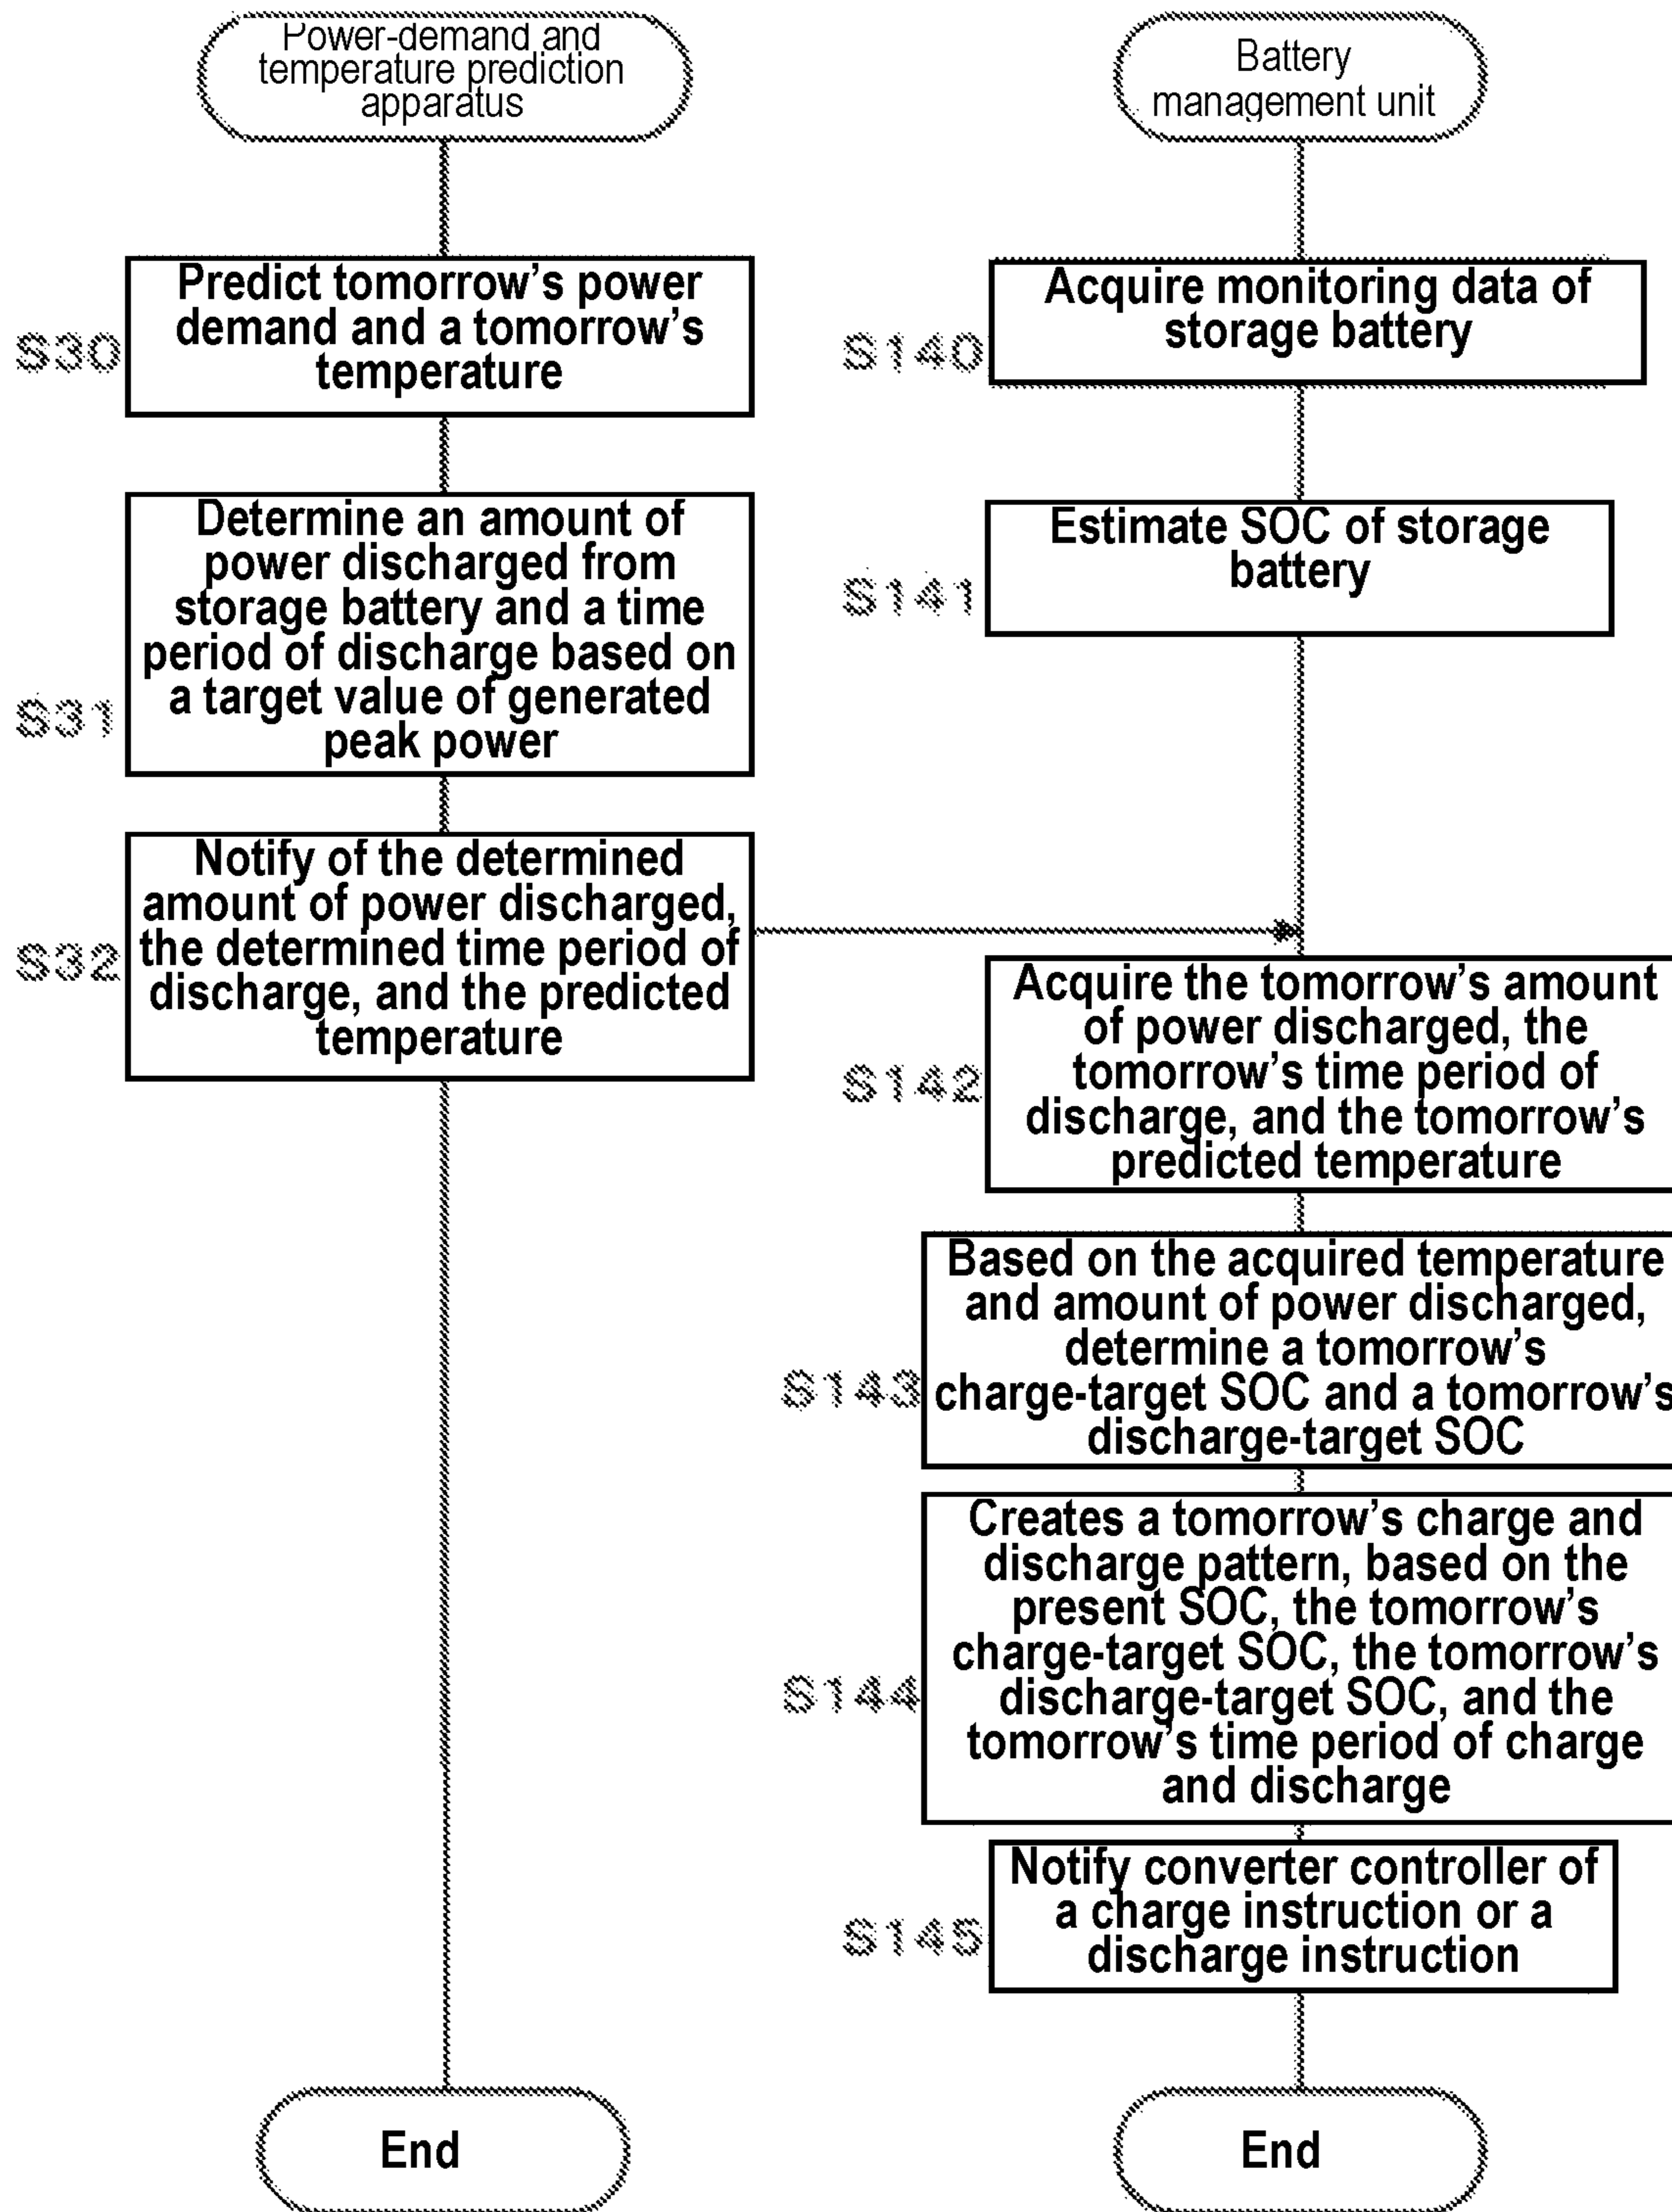 Power-demand and
temperature prediction
apparatus
Predict tomorrow's power
demand and a tomorrow's
temperature
S30
Determine an amount of
power discharged from
storage battery and a time
period of discharge based on
a target value of generated
peak power
S31
Notify of the determined
amount of power discharged,
the determined time period of
discharge, and the predicted
temperature
S32
End
Battery
management unit
Acquire monitoring data of
storage battery
S140
Estimate SOC of storage
battery
S141
Acquire the tomorrow's amount
of power discharged, the
tomorrow's time period of
discharge, and the tomorrow's
predicted temperature
S142
Based on the acquired temperature
and amount of power discharged,
determine a tomorrow's
charge-target SOC and a tomorrow's
discharge-target SOC
S143
Creates a tomorrow's charge and
discharge pattern, based on the
present SOC, the tomorrow's
charge-target SOC, the tomorrow's
discharge-target SOC, and the
tomorrow's time period of charge
and discharge
S144
Notify converter controller of
a charge instruction or a
discharge instruction
S145
End